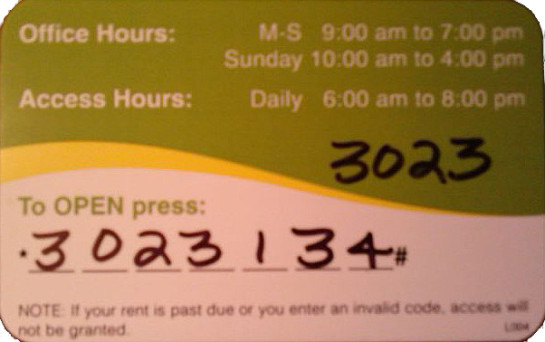 Office Hours: M-S 9:00 am to 7:00 pm
Sunday 10:00 am to 4:00 pm
Access Hours: Daily 6:00 am to 8:00 pm
3023
To OPEN press:
·3023134#
NOTE: If your rent is past due or you enter an invalid code, access will
not be granted. L004